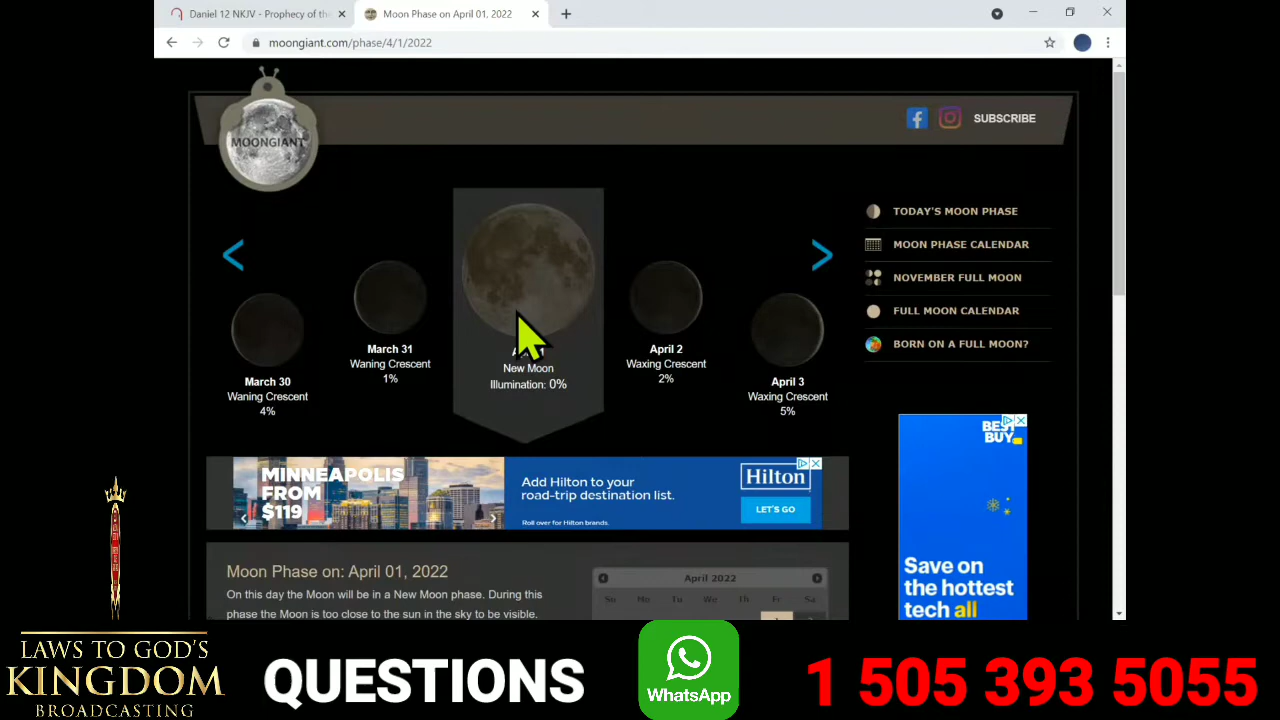 Daniel 12 NKJV - Prophecy of the
Moon Phase on April 01, 2022
moongiant.com/phase/4/1/2022
MOONGIANT
SUBSCRIBE
TODAY'S MOON PHASE
MOON PHASE CALENDAR
NOVEMBER FULL MOON
FULL MOON CALENDAR
BORN ON A FULL MOON?
March 30
Waning Crescent
4%
March 31
Waning Crescent
1%
New Moon
Illumination: 0%
April 2
Waxing Crescent
2%
April 3
Waxing Crescent
5%
MINNEAPOLIS
FROM
$119
Add Hilton to your
road-trip destination list.
Roll over for Hilton brands.
Hilton
LET'S GO
BEST
BUY
Save on
the hottest
tech all
Moon Phase on: April 01, 2022
On this day the Moon will be in a New Moon phase. During this
phase the Moon is too close to the sun in the sky to be visible.
April 2022
Su Mo Tu We Th Fr Sa
LAWS TO GOD'S
KINGDOM
BROADCASTING
QUESTIONS
WhatsApp
1 505 393 5055